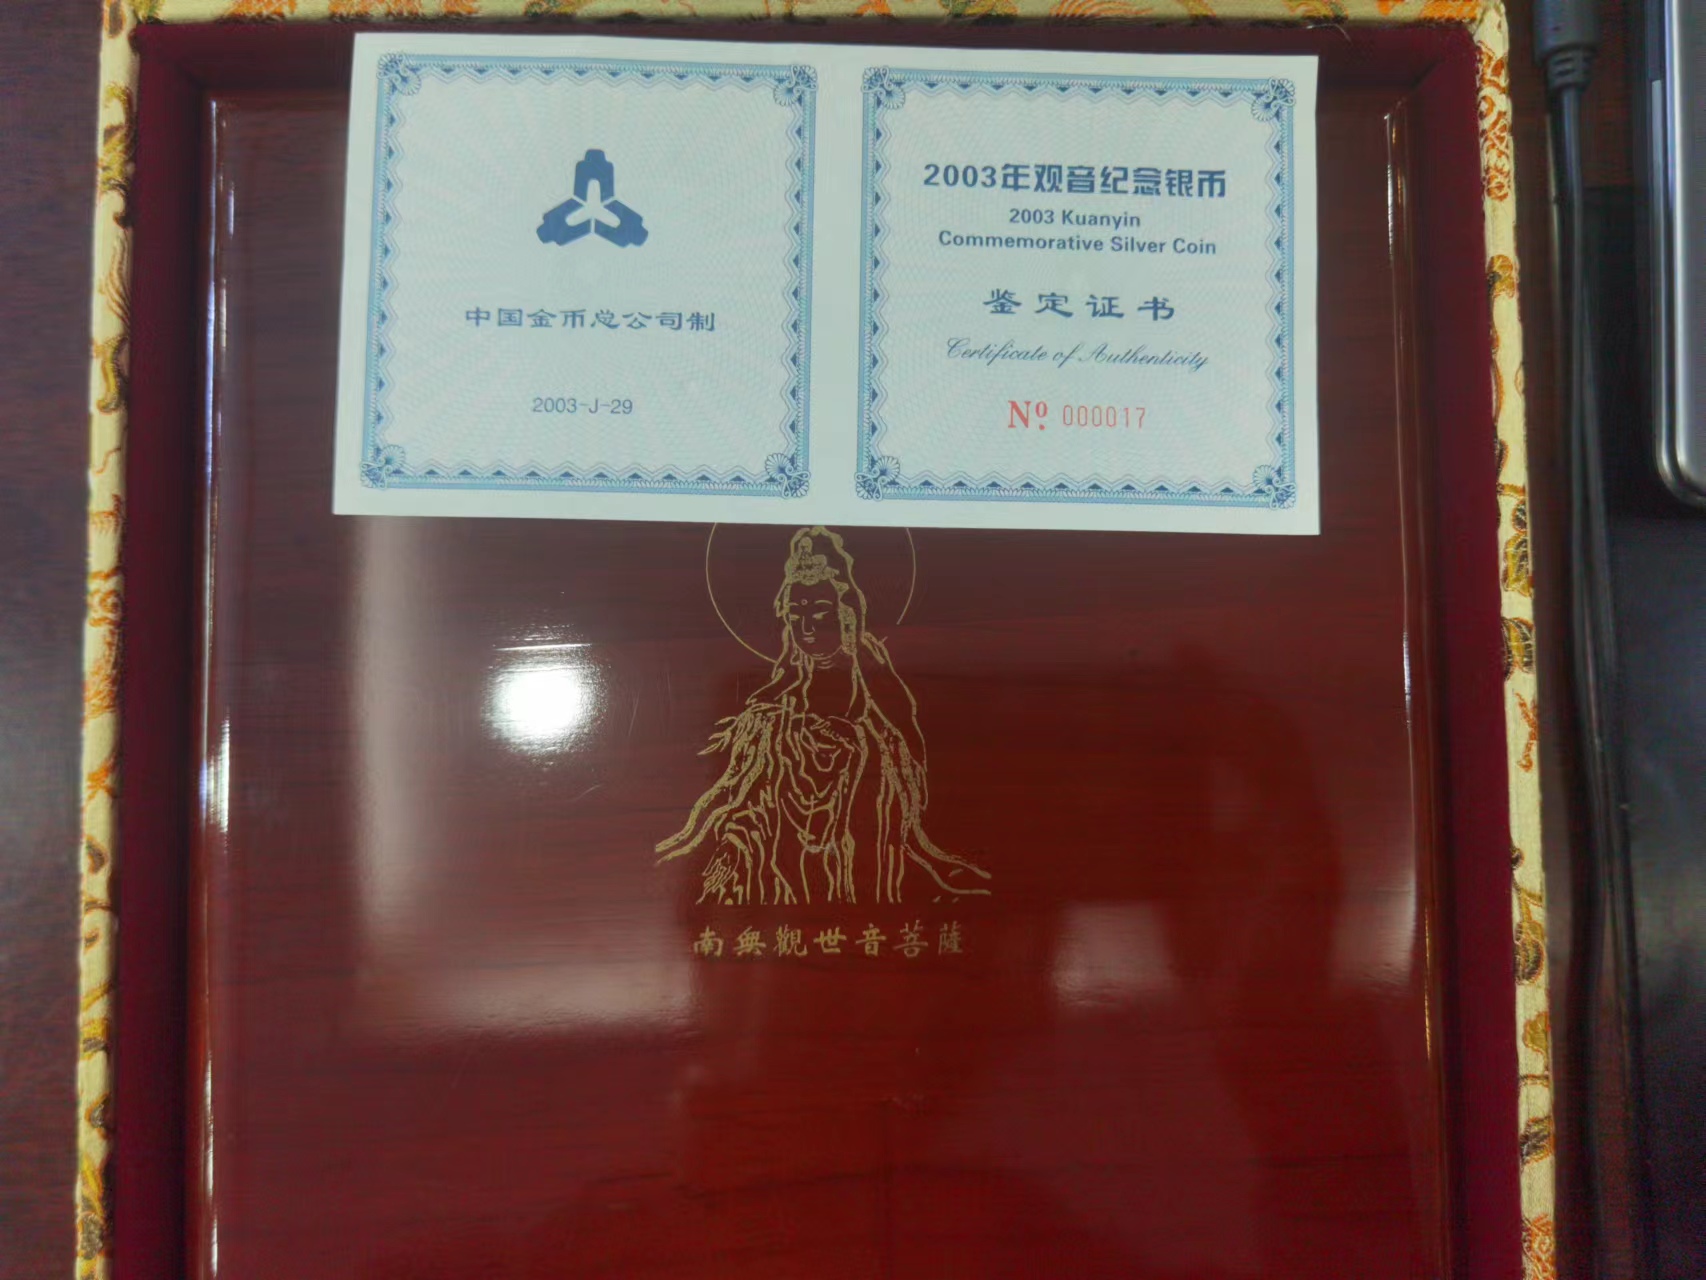 中国金币总公司制
2003-J-29
2003年观音纪念银币
2003 Kuanyin
Commemorative Silver Coin
鉴定证书
Certificate of Authenticity
Nº. 000017
南無觀世音菩薩